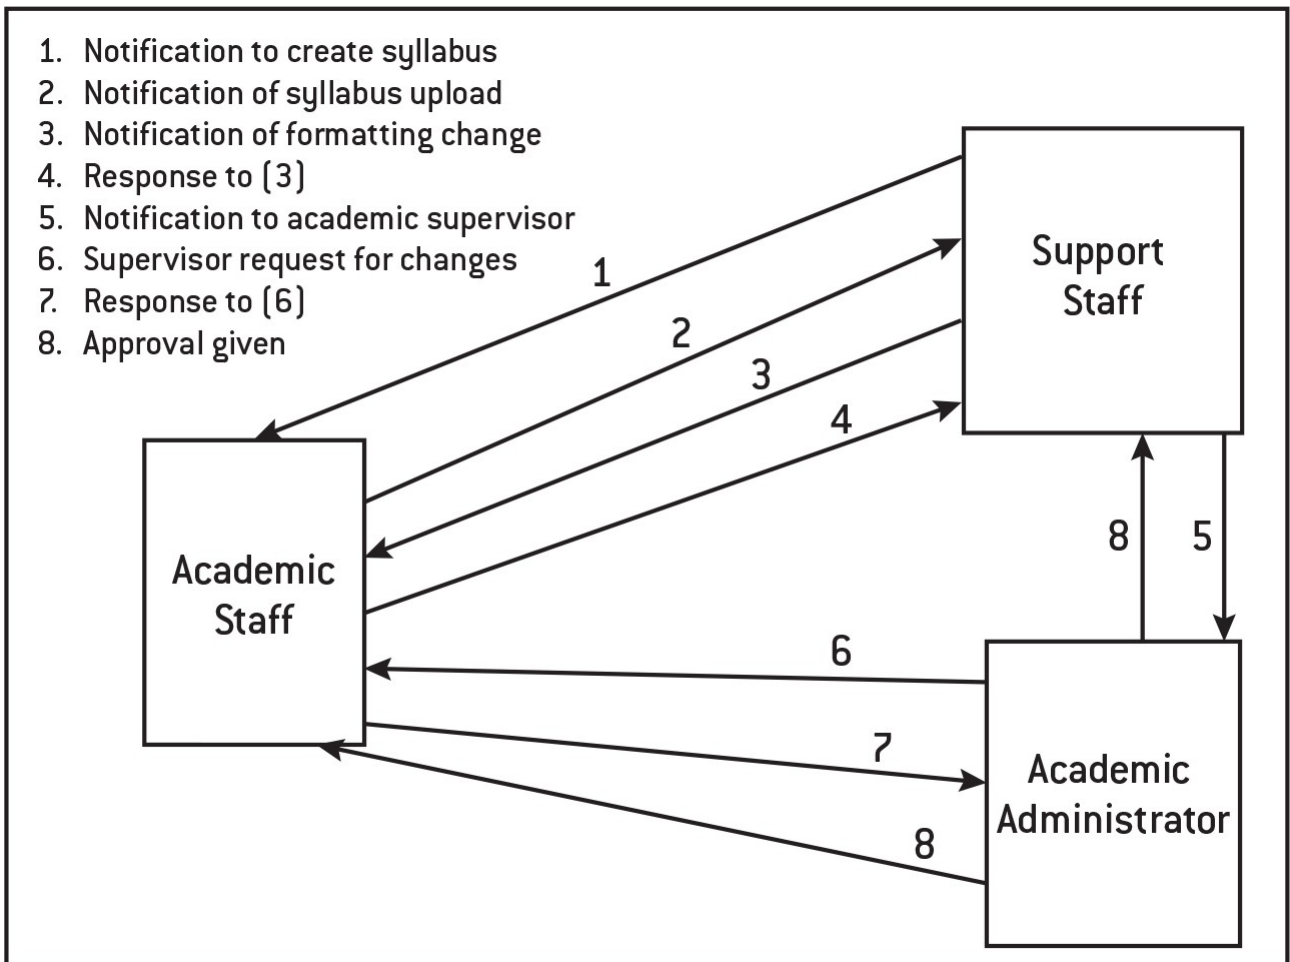 1. Notification to create syllabus
2. Notification of syllabus upload
3. Notification of formatting change
4. Response to (3)
5. Notification to academic supervisor
6. Supervisor request for changes
7. Response to (6)
8. Approval given
1
2
3
4
Support
Staff
8
5
Academic
Staff
6
7
8
Academic
Administrator